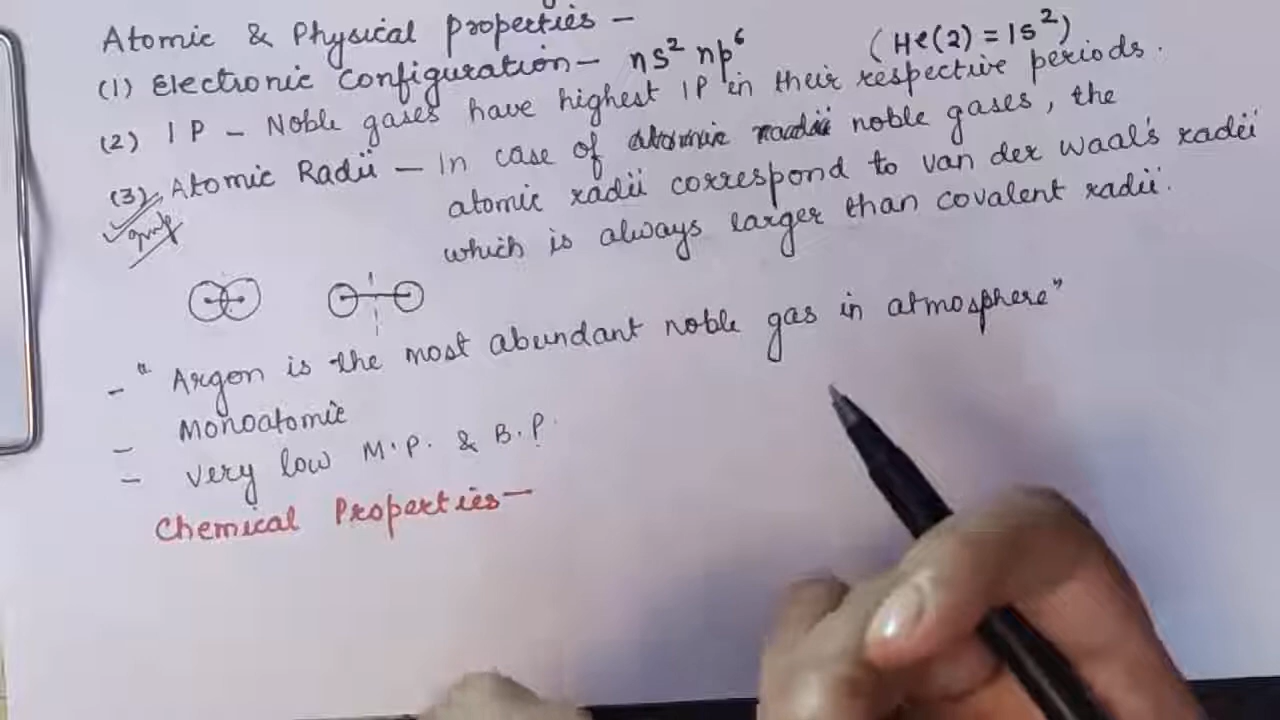 Atomic & Physical properties –
(1) Electronic Configuration – ns² np⁶ (He(2) = 1s²)
(2) IP – Noble gases have highest IP in their respective periods.
(3) Atomic Radii – In case of atomic radii noble gases, the
atomic radii correspond to van der waal's radii
which is always larger than covalent radii.
- "Argon is the most abundant noble gas in atmosphere"
- Monoatomic
- very low M.P. & B.P.
Chemical Properties –